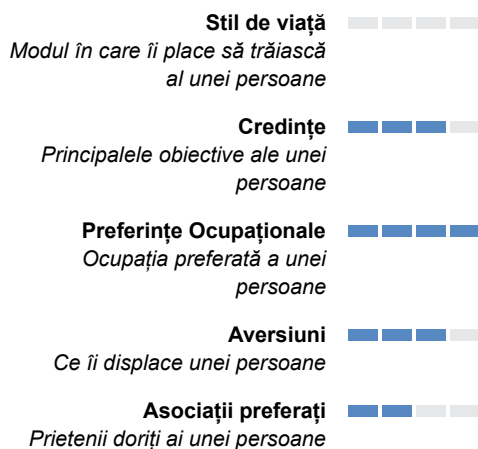 Stil de viață
Modul în care îi place să trăiască
al unei persoane
Credințe
Principalele obiective ale unei
persoane
Preferințe Ocupaționale
Ocupația preferată a unei
persoane
Aversiuni
Ce îi displace unei persoane
Asociații preferați
Prietenii doriți ai unei persoane